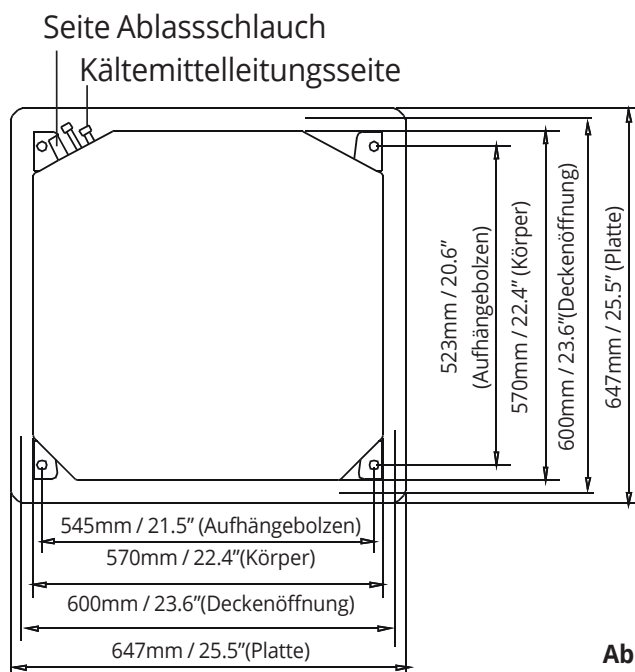 Seite Ablassschlauch
Kältemittelleitungsseite
523mm / 20.6”
(Aufhängebolzen)
570mm / 22.4” (Körper)
600mm / 23.6”(Deckenöffnung)
647mm / 25.5” (Platte)
545mm / 21.5” (Aufhängebolzen)
570mm / 22.4”(Körper)
600mm / 23.6”(Deckenöffnung)
647mm / 25.5”(Platte)
Ab